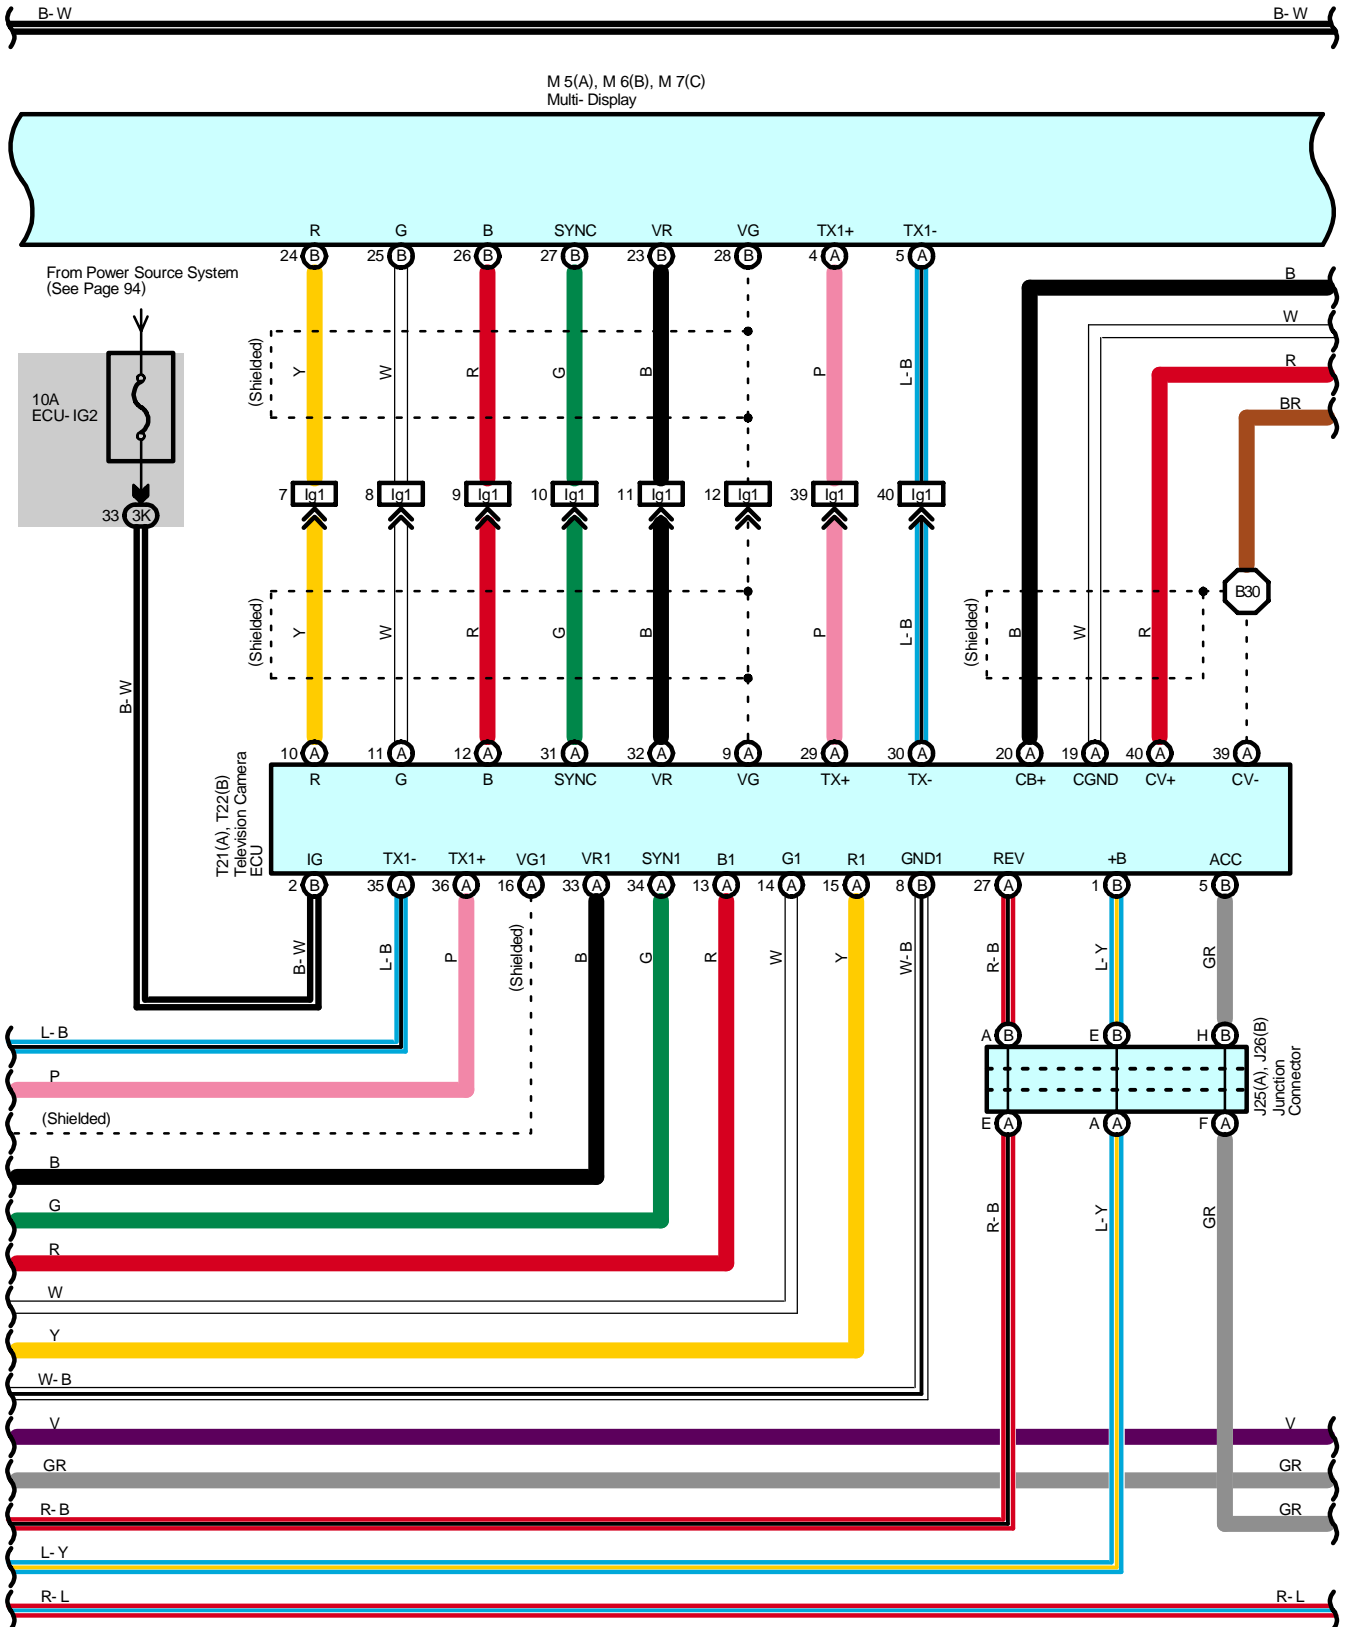 B- W B- W
M 5(A), M 6(B), M 7(C)
Multi- Display
R G B SYNC VR VG TX1+ TX1-
24 B 25 B 26 B 27 B 23 B 28 B 4 A 5 A
From Power Source System
(See Page 94)
B
W
R
BR
10A
ECU- IG2
(Shielded) Y W R G B P L- B
7 Ig1 8 Ig1 9 Ig1 10 Ig1 11 Ig1 12 Ig1 39 Ig1 40 Ig1
33 3K
B30
(Shielded) Y W R G B P L- B (Shielded) B W R
B- W
10 A 11 A 12 A 31 A 32 A 9 A 29 A 30 A 20 A 19 A 40 A 39 A
R G B SYNC VR VG TX+ TX- CB+ CGND CV+ CV-
T21(A), T22(B)
Television Camera
ECU
IG TX1- TX1+ VG1 VR1 SYN1 B1 G1 R1 GND1 REV +B ACC
2 B 35 A 36 A 16 A 33 A 34 A 13 A 14 A 15 A 8 B 27 A 1 B 5 B
B- W L- B P (Shielded) B G R W Y W- B R- B L- Y GR
L- B
A B E B H B
J25(A), J26(B)
Junction
Connector
P
(Shielded)
E A A A F A
B
G
R- B L- Y GR
R
W
Y
W- B
V V
GR GR
R- B GR
L- Y
R- L R- L